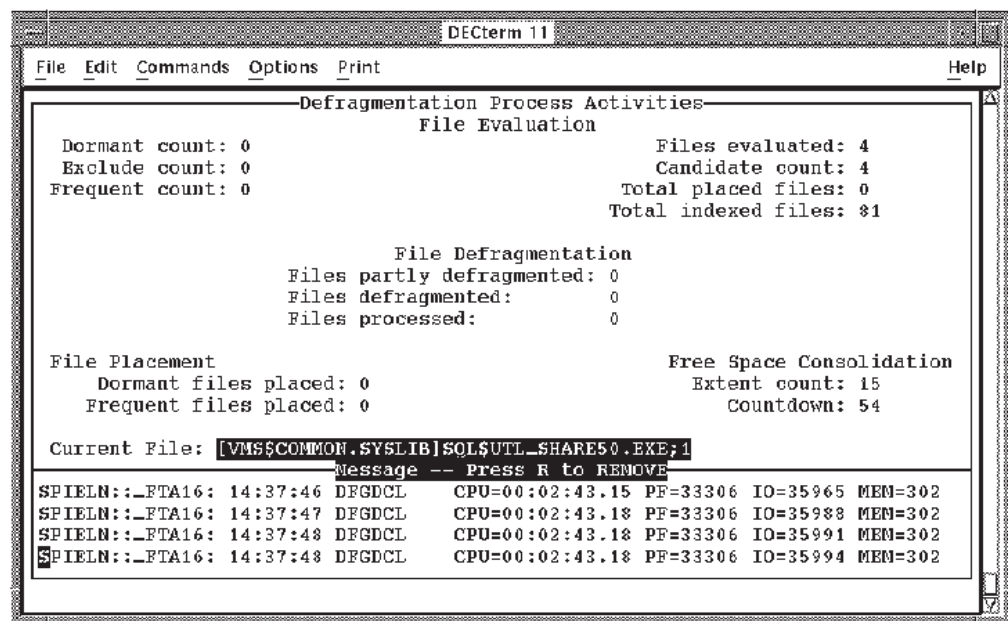 DECterm 11
File Edit Commands Options Print Help
Defragmentation Process Activities
File Evaluation
Dormant count: 0 Files evaluated: 4
Exclude count: 0 Candidate count: 4
Frequent count: 0 Total placed files: 0
Total indexed files: 81
File Defragmentation
Files partly defragmented: 0
Files defragmented: 0
Files processed: 0
File Placement Free Space Consolidation
Dormant files placed: 0 Extent count: 15
Frequent files placed: 0 Countdown: 54
Current File: [VMS$COMMON.SYSLIB]SQL$UTL_SHARE50.EXE;1
Message -- Press R to REMOVE
SPIELN::_FTA16: 14:37:46 DFGDCL CPU=00:02:43.15 PF=33306 IO=35965 MEM=302
SPIELN::_FTA16: 14:37:47 DFGDCL CPU=00:02:43.18 PF=33306 IO=35988 MEM=302
SPIELN::_FTA16: 14:37:48 DFGDCL CPU=00:02:43.18 PF=33306 IO=35991 MEM=302
SPIELN::_FTA16: 14:37:48 DFGDCL CPU=00:02:43.18 PF=33306 IO=35994 MEM=302